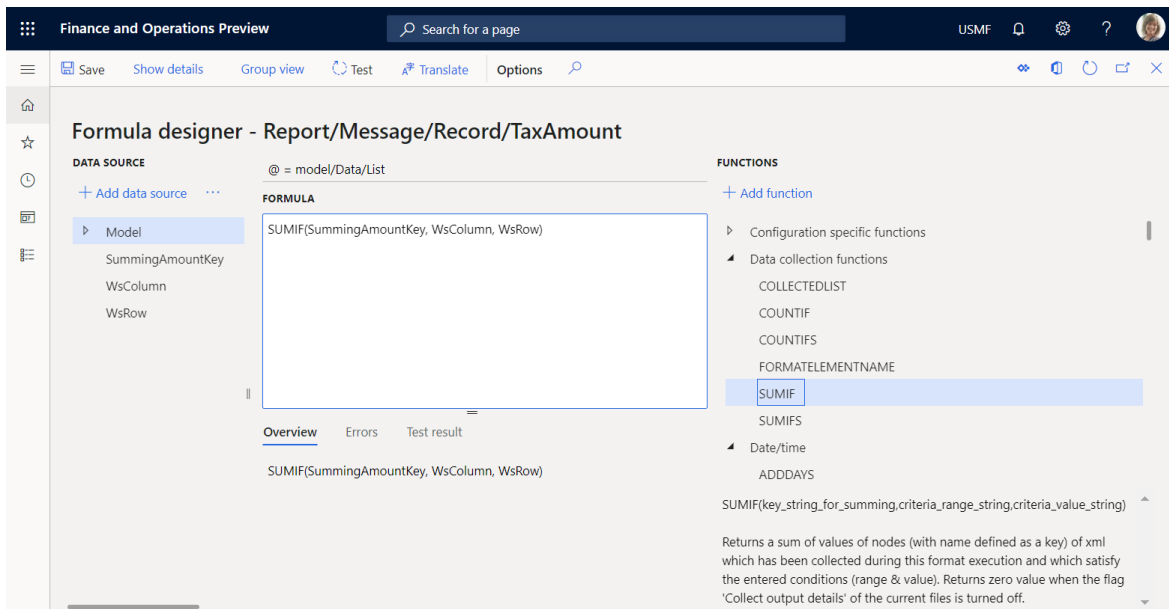 Finance and Operations Preview
Search for a page
USMF
?
Save
Show details
Group view
Test
Translate
Options
Formula designer - Report/Message/Record/TaxAmount
DATA SOURCE
+ Add data source ...
Model
SummingAmountKey
WsColumn
WsRow
@ = model/Data/List
FORMULA
SUMIF(SummingAmountKey, WsColumn, WsRow)
Overview
Errors
Test result
SUMIF(SummingAmountKey, WsColumn, WsRow)
FUNCTIONS
+ Add function
Configuration specific functions
Data collection functions
COLLECTEDLIST
COUNTIF
COUNTIFS
FORMATELEMENTNAME
SUMIF
SUMIFS
Date/time
ADDDAYS
SUMIF(key_string_for_summing,criteria_range_string,criteria_value_string)
Returns a sum of values of nodes (with name defined as a key) of xml
which has been collected during this format execution and which satisfy
the entered conditions (range & value). Returns zero value when the flag
'Collect output details' of the current files is turned off.